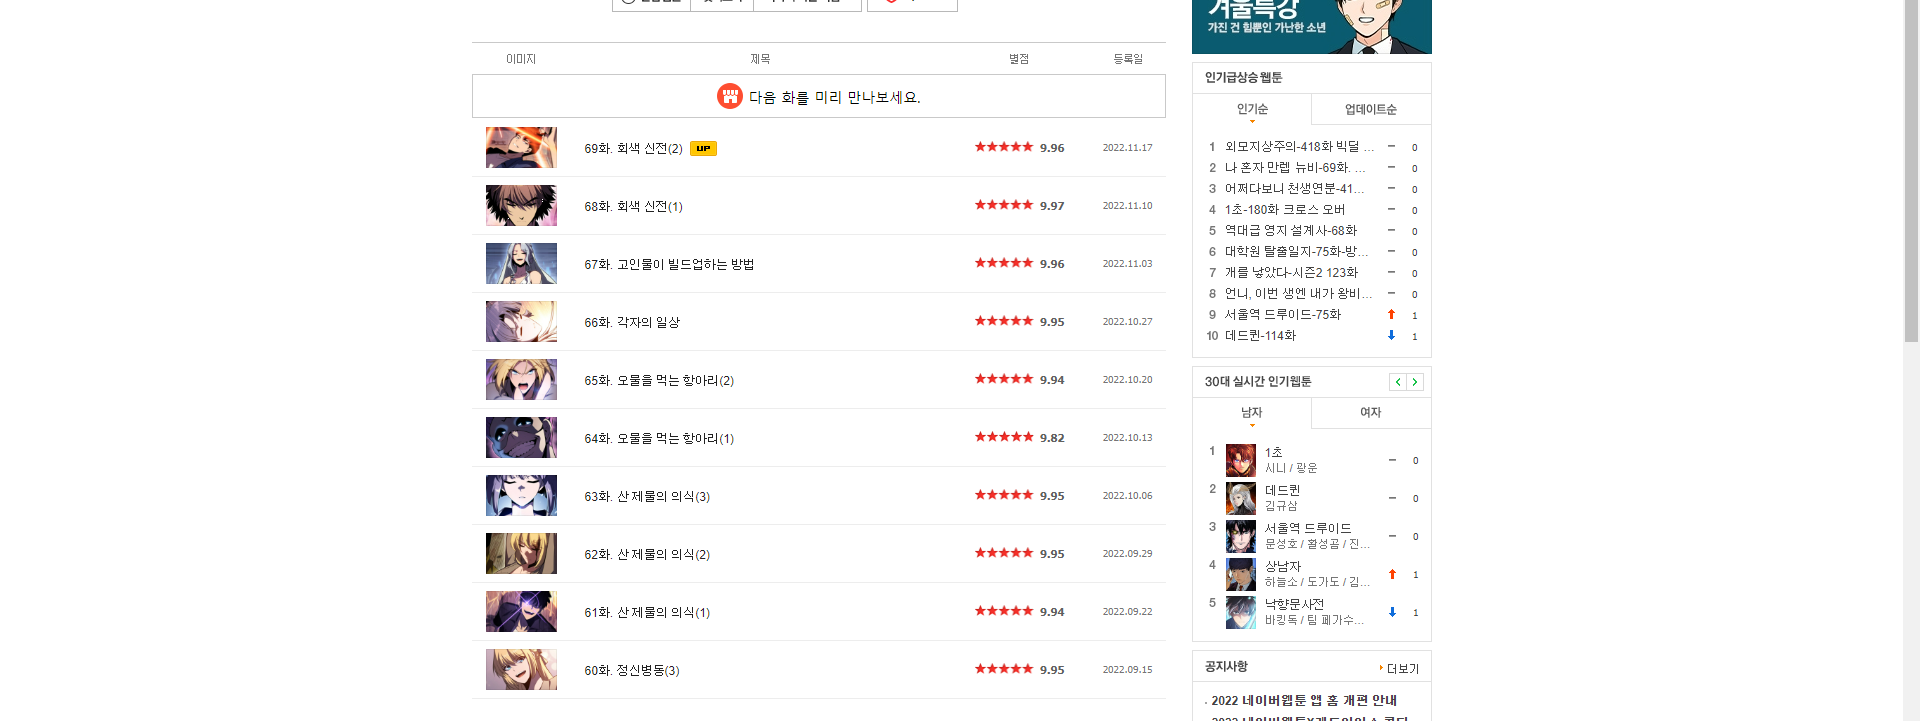 겨울특강
가진 건 힘뿐인 가난한 소년
이미지 제목 별점 등록일
다음 화를 미리 만나보세요.
69화. 회색 신전(2) UP ★★★★★ 9.96 2022.11.17
68화. 회색 신전(1) ★★★★★ 9.97 2022.11.10
67화. 고인물이 빌드업하는 방법 ★★★★★ 9.96 2022.11.03
66화. 각자의 일상 ★★★★★ 9.95 2022.10.27
65화. 오물을 먹는 항아리(2) ★★★★★ 9.94 2022.10.20
64화. 오물을 먹는 항아리(1) ★★★★★ 9.82 2022.10.13
63화. 산 제물의 의식(3) ★★★★★ 9.95 2022.10.06
62화. 산 제물의 의식(2) ★★★★★ 9.95 2022.09.29
61화. 산 제물의 의식(1) ★★★★★ 9.94 2022.09.22
60화. 정신병동(3) ★★★★★ 9.95 2022.09.15
인기급상승 웹툰
인기순 업데이트순
1 외모지상주의-418화 빅딜 ... 0
2 나 혼자 만렙 뉴비-69화. ... 0
3 어쩌다보니 천생연분-41... 0
4 1초-180화 크로스 오버 0
5 역대급 영지 설계사-68화 0
6 대학원 탈출일지-75화-방... 0
7 개를 낳았다-시즌2 123화 0
8 언니, 이번 생엔 내가 왕비... 0
9 서울역 드루이드-75화 1
10 데드퀸-114화 1
30대 실시간 인기웹툰
남자 여자
1 1초 0
시니 / 광운
2 데드퀸 0
김규삼
3 서울역 드루이드 0
문성호 / 황성곰 / 진...
4 상남자 1
하늘소 / 도가도 / 김...
5 낙향문사전 1
바킹독 / 팀 폐가수...
공지사항 더보기
2022 네이버웹툰 앱 홈 개편 안내